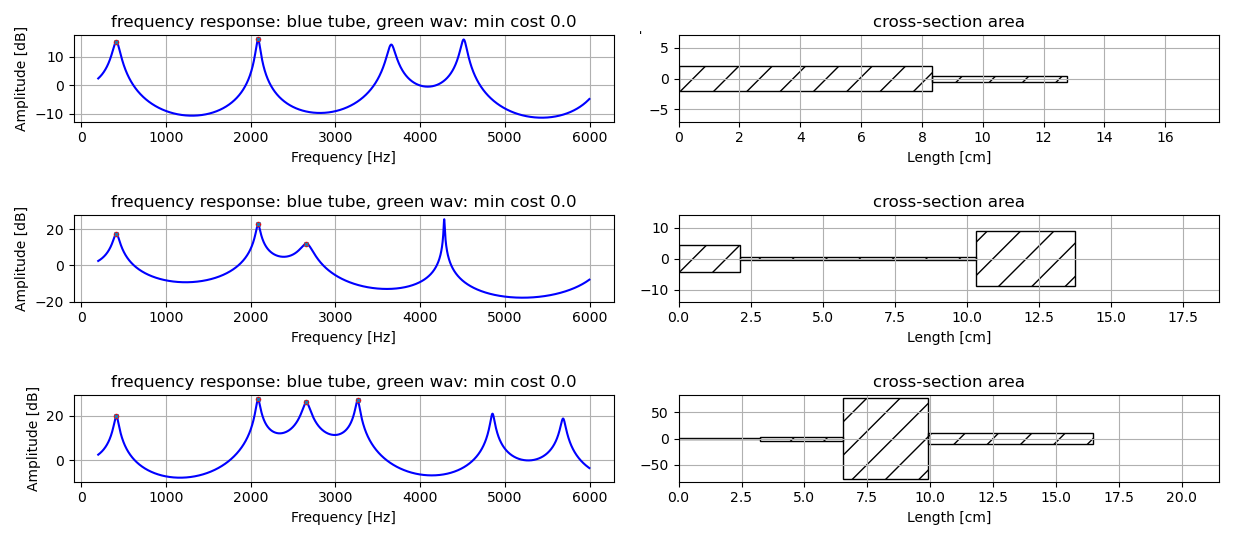 frequency response: blue tube, green wav: min cost 0.0
cross-section area
Amplitude [dB]
10
0
−10
0 1000 2000 3000 4000 5000 6000
Frequency [Hz]
5
0
−5
0 2 4 6 8 10 12 14 16
Length [cm]
frequency response: blue tube, green wav: min cost 0.0
cross-section area
Amplitude [dB]
20
0
−20
0 1000 2000 3000 4000 5000 6000
Frequency [Hz]
10
0
−10
0.0 2.5 5.0 7.5 10.0 12.5 15.0 17.5
Length [cm]
frequency response: blue tube, green wav: min cost 0.0
cross-section area
Amplitude [dB]
20
0
0 1000 2000 3000 4000 5000 6000
Frequency [Hz]
50
0
−50
0.0 2.5 5.0 7.5 10.0 12.5 15.0 17.5 20.0
Length [cm]